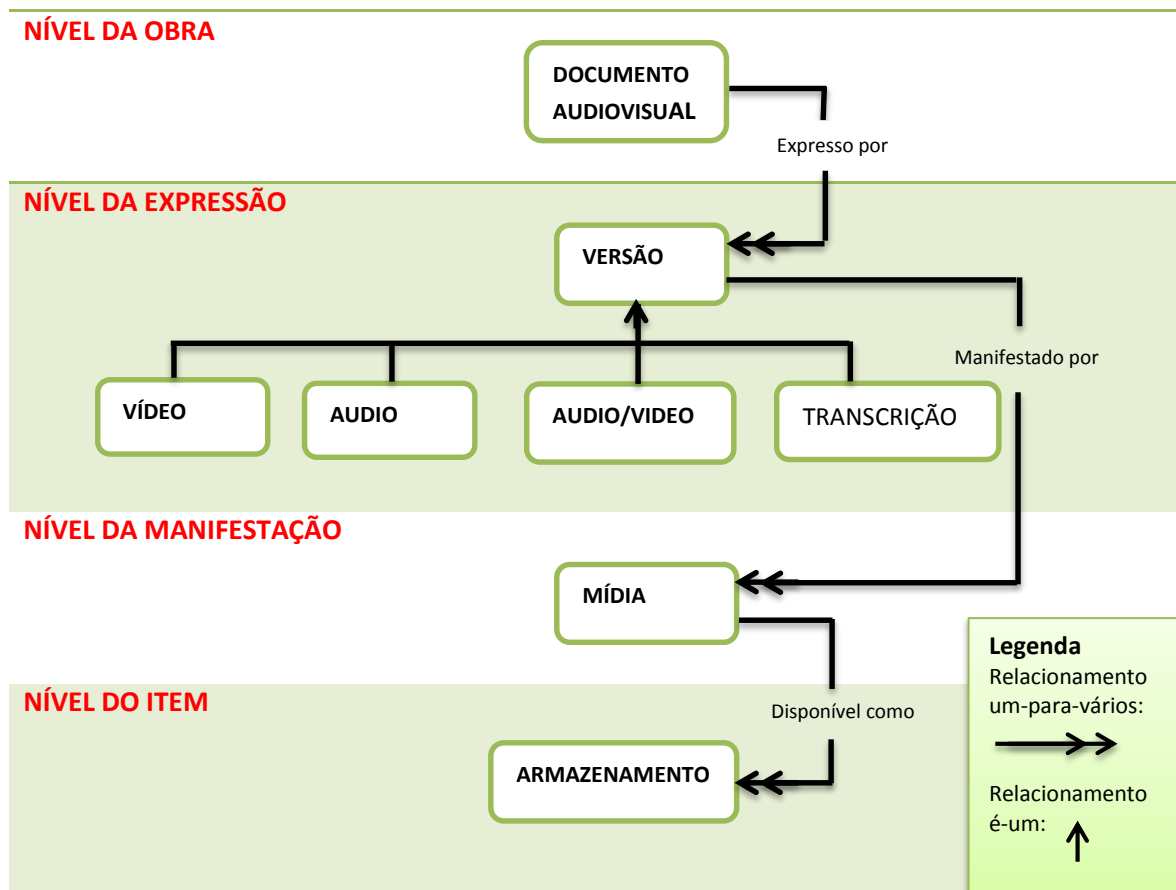 NÍVEL DA OBRA
DOCUMENTO
AUDIOVISUAL
Expresso por
NÍVEL DA EXPRESSÃO
VERSÃO
Manifestado por
VÍDEO
AUDIO
AUDIO/VIDEO
TRANSCRIÇÃO
NÍVEL DA MANIFESTAÇÃO
MÍDIA
NÍVEL DO ITEM
Disponível como
ARMAZENAMENTO
Legenda
Relacionamento
um-para-vários:
Relacionamento
é-um: